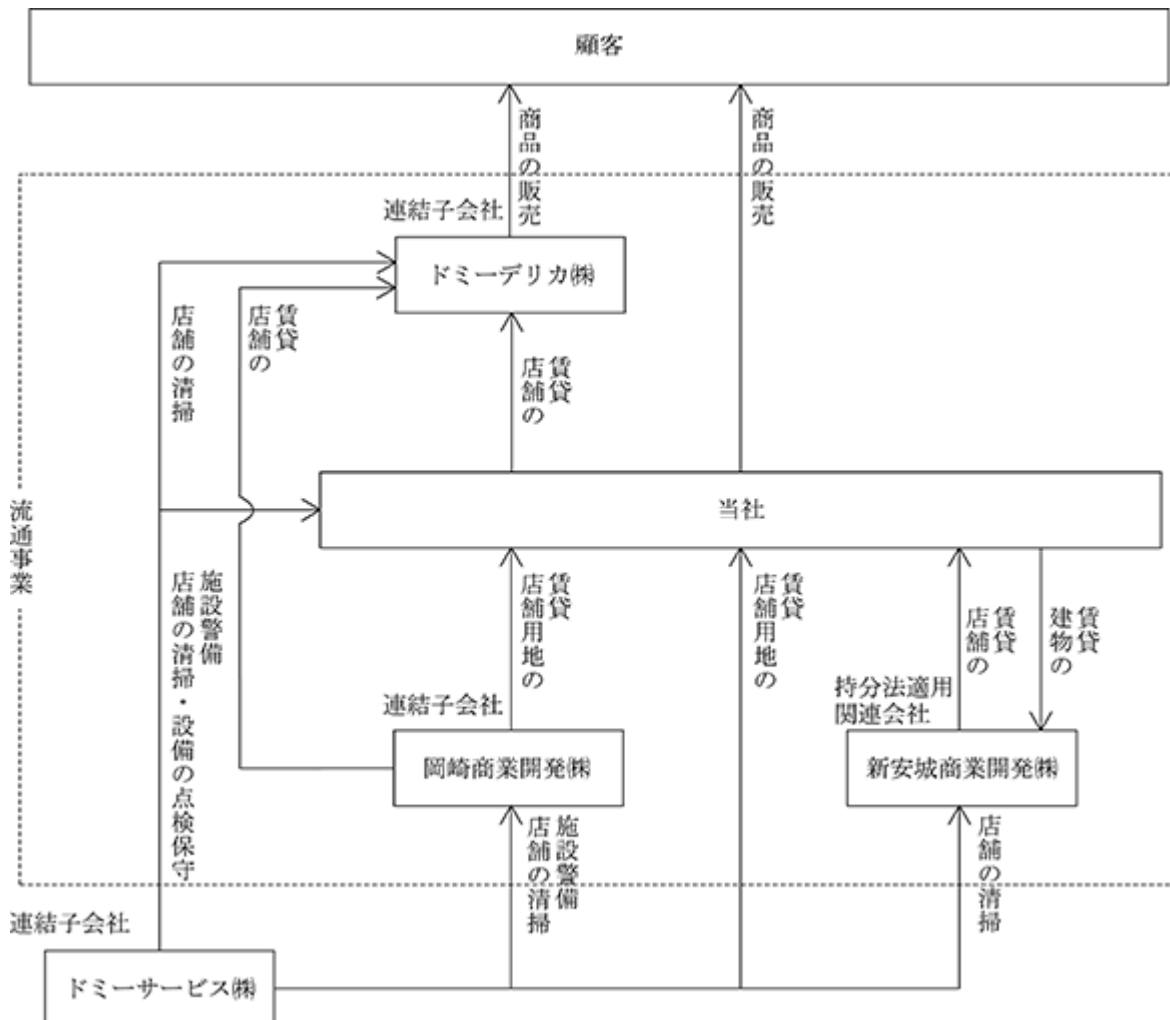 顧客
商品の販売
商品の販売
連結子会社
ドミーデリカ㈱
店舗の清掃
店舗の
賃貸
店舗の
賃貸
流通事業
当社
施設警備
店舗の清掃・設備の点検保守
店舗用地の
賃貸
店舗用地の
賃貸
店舗の
賃貸
建物の
賃貸
連結子会社
岡崎商業開発㈱
持分法適用
関連会社
新安城商業開発㈱
施設警備
店舗の清掃
店舗の清掃
連結子会社
ドミーサービス㈱